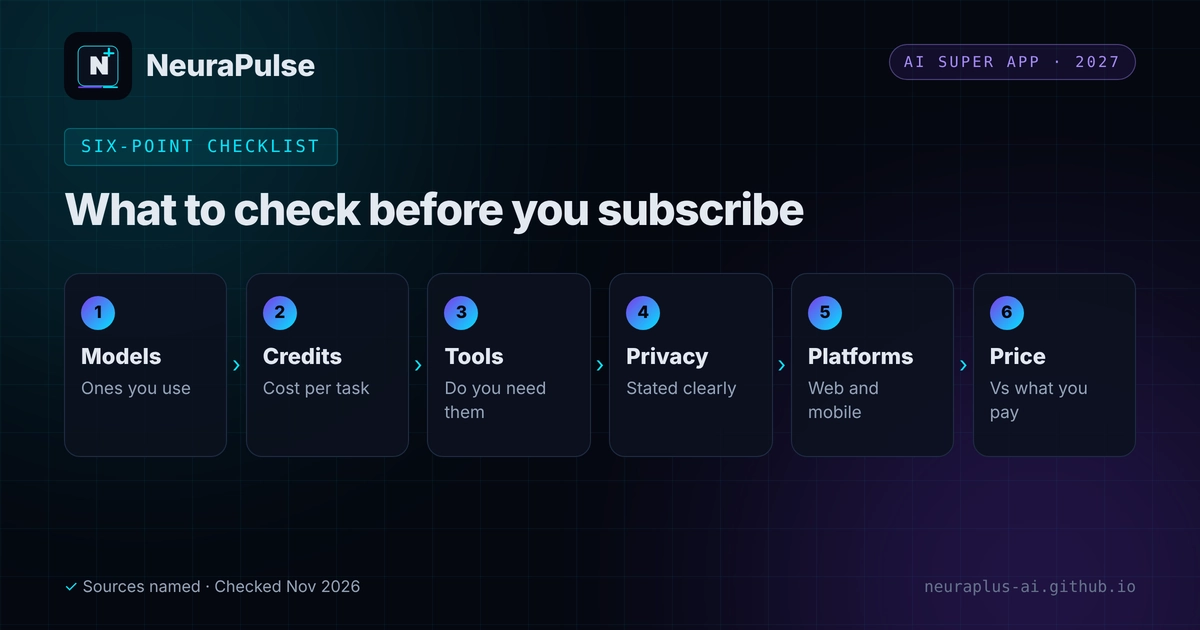 N
NeuraPulse
AI SUPER APP · 2027
SIX-POINT CHECKLIST
What to check before you subscribe
1
Models
Ones you use
›
2
Credits
Cost per task
›
3
Tools
Do you need
them
›
4
Privacy
Stated clearly
›
5
Platforms
Web and
mobile
›
6
Price
Vs what you
pay
✓ Sources named · Checked Nov 2026
neuraplus-ai.github.io